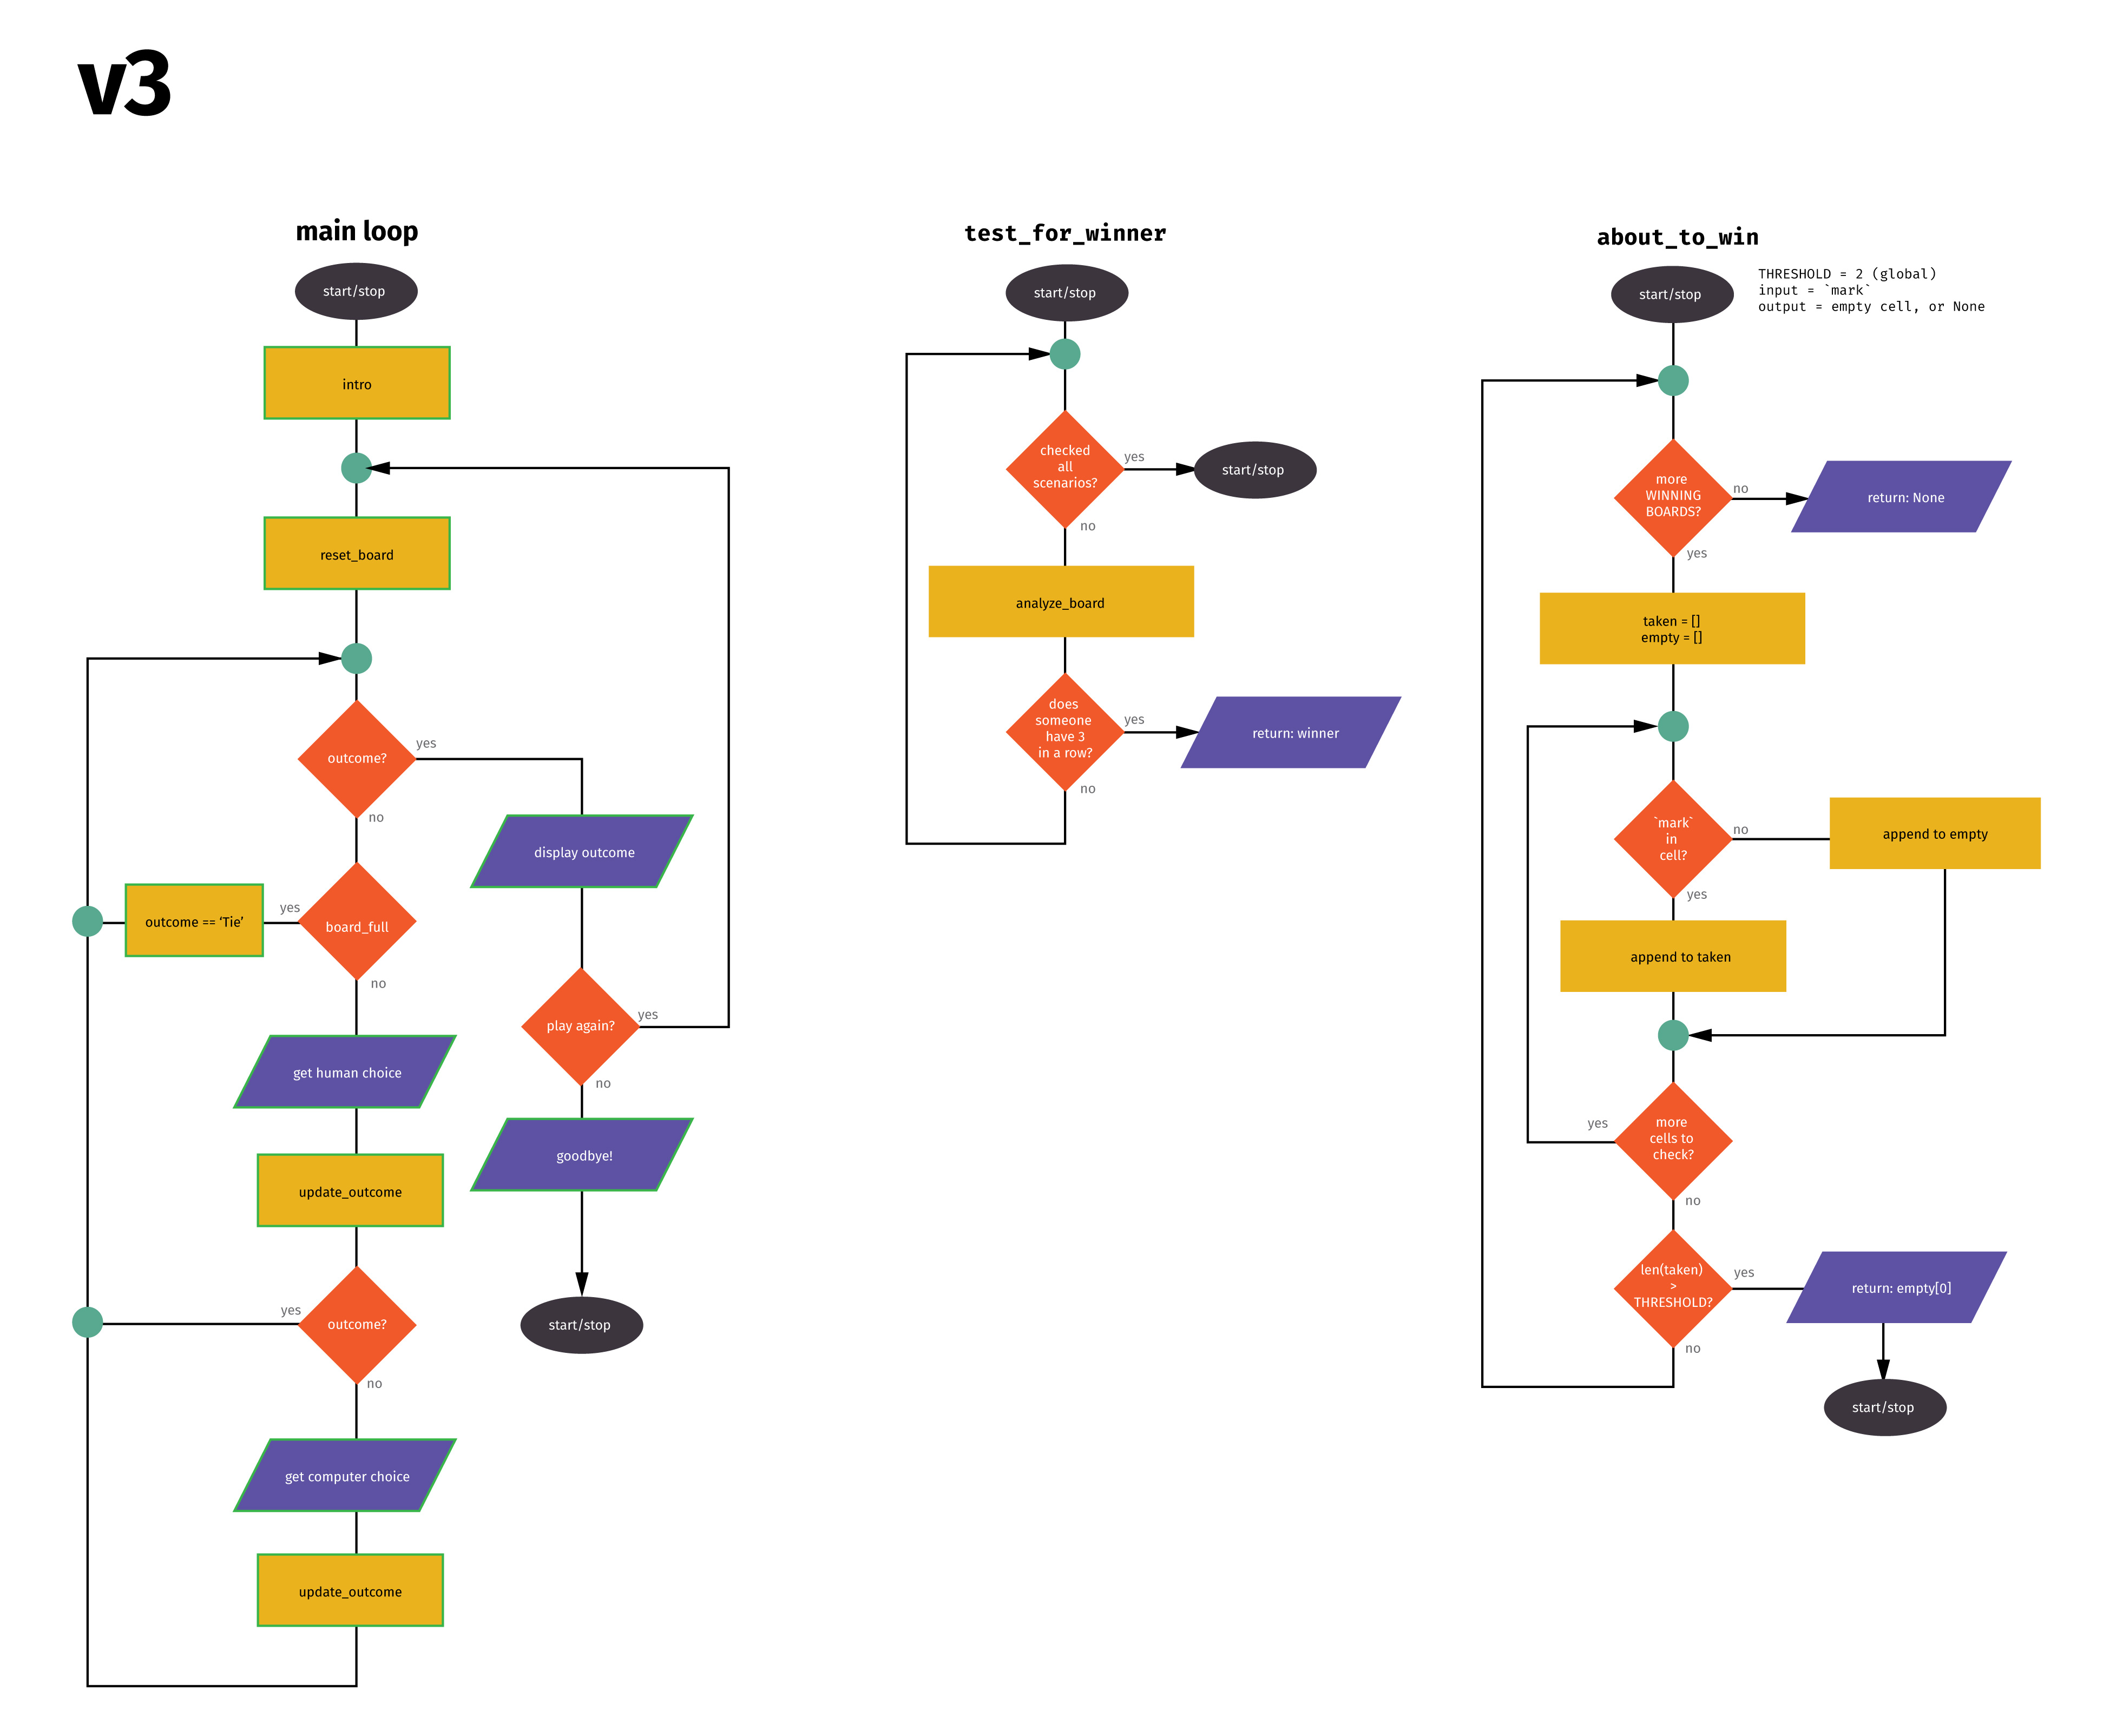 v3
main loop
start/stop
intro
reset_board
outcome?
yes
no
display outcome
board_full
yes
outcome == ‘Tie’
no
play again?
yes
no
goodbye!
start/stop
get human choice
update_outcome
outcome?
yes
no
get computer choice
update_outcome
test_for_winner
start/stop
checked
all
scenarios?
yes
start/stop
no
analyze_board
does
someone
have 3
in a row?
yes
return: winner
no
about_to_win
start/stop
THRESHOLD = 2 (global)
input = `mark`
output = empty cell, or None
more
WINNING
BOARDS?
no
return: None
yes
taken = []
empty = []
`mark`
in
cell?
no
append to empty
yes
append to taken
more
cells to
check?
yes
no
len(taken)
>
THRESHOLD?
yes
return: empty[0]
no
start/stop